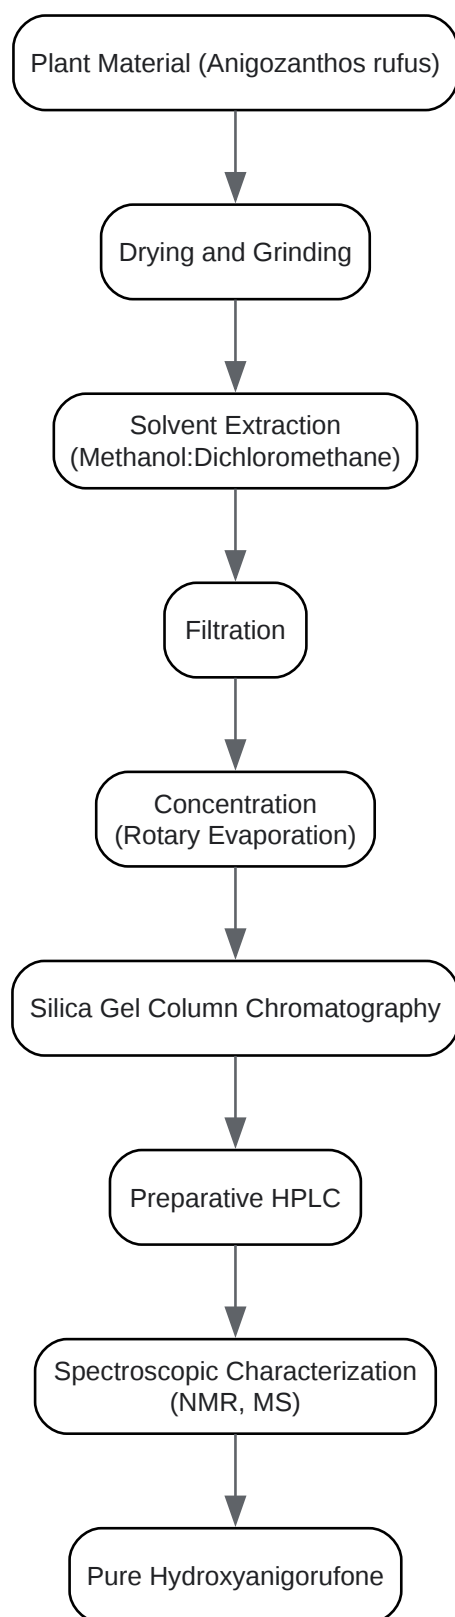 Plant Material (Anigozanthos rufus)
Drying and Grinding
Solvent Extraction
(Methanol:Dichloromethane)
Filtration
Concentration
(Rotary Evaporation)
Silica Gel Column Chromatography
Preparative HPLC
Spectroscopic Characterization
(NMR, MS)
Pure Hydroxyanigorufone